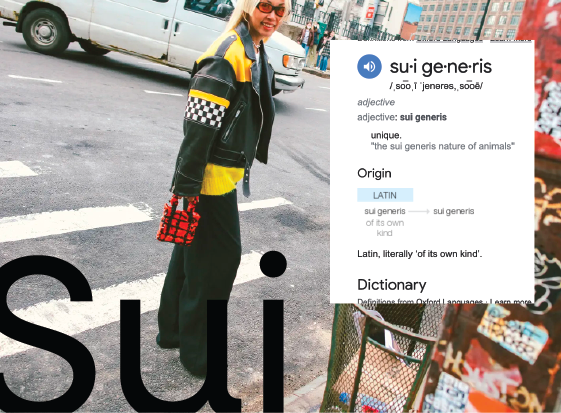 su·i ge·ne·ris
/ˌso͞oˌī ˈjenərəs,ˌso͞oē/
adjective
adjective: sui generis
unique.
"the sui generis nature of animals"
Origin
LATIN
sui generis → sui generis
of its own
kind
Latin, literally ‘of its own kind’.
Dictionary
Definitions from Oxford Languages · Learn more
Sui